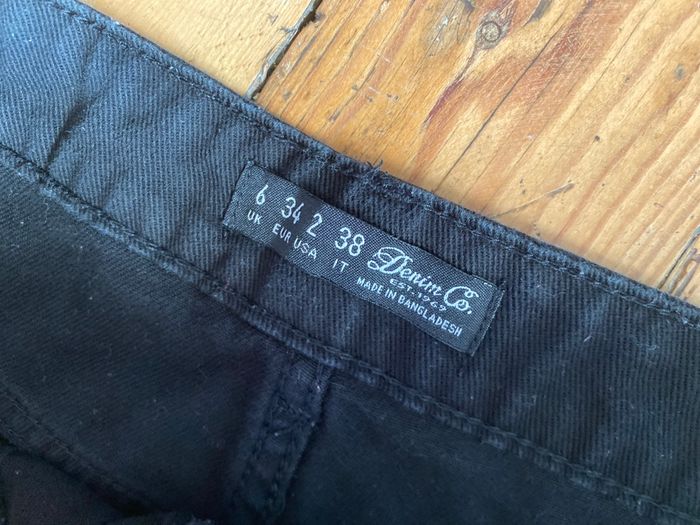 6 34 2 38
UK EUR USA IT
Denim Co.
EST. 1969
MADE IN BANGLADESH